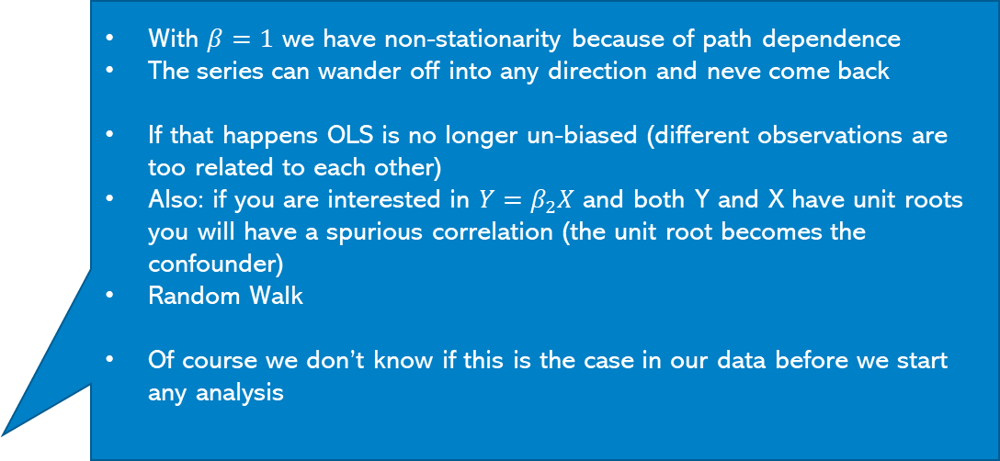 • With 𝛽 = 1 we have non-stationarity because of path dependence
• The series can wander off into any direction and neve come back
• If that happens OLS is no longer un-biased (different observations are
too related to each other)
• Also: if you are interested in 𝑌 = 𝛽₂𝑋 and both Y and X have unit roots
you will have a spurious correlation (the unit root becomes the
confounder)
• Random Walk
• Of course we don’t know if this is the case in our data before we start
any analysis